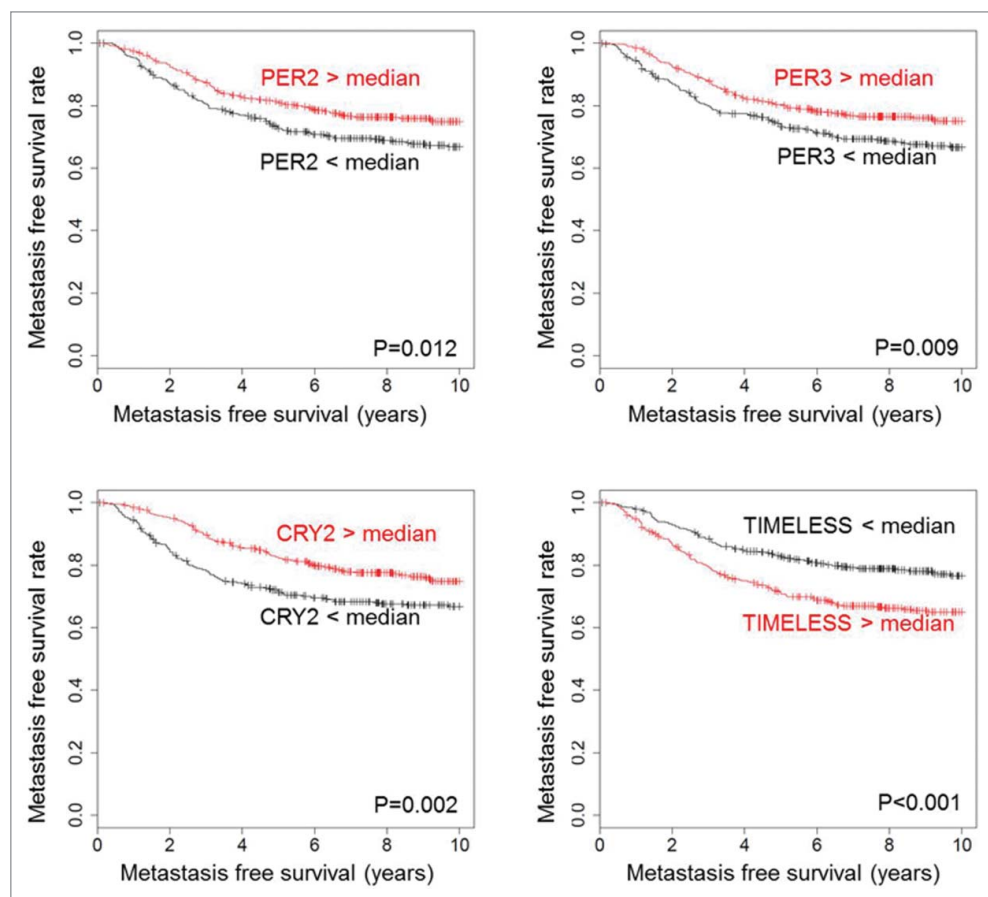 Metastasis free survival rate
1.0
0.8
0.6
0.4
0.2
0.0
PER2 > median
PER2 < median
P=0.012
0 2 4 6 8 10
Metastasis free survival (years)
Metastasis free survival rate
1.0
0.8
0.6
0.4
0.2
0.0
PER3 > median
PER3 < median
P=0.009
0 2 4 6 8 10
Metastasis free survival (years)
Metastasis free survival rate
1.0
0.8
0.6
0.4
0.2
0.0
CRY2 > median
CRY2 < median
P=0.002
0 2 4 6 8 10
Metastasis free survival (years)
Metastasis free survival rate
1.0
0.8
0.6
0.4
0.2
0.0
TIMELESS < median
TIMELESS > median
P<0.001
0 2 4 6 8 10
Metastasis free survival (years)